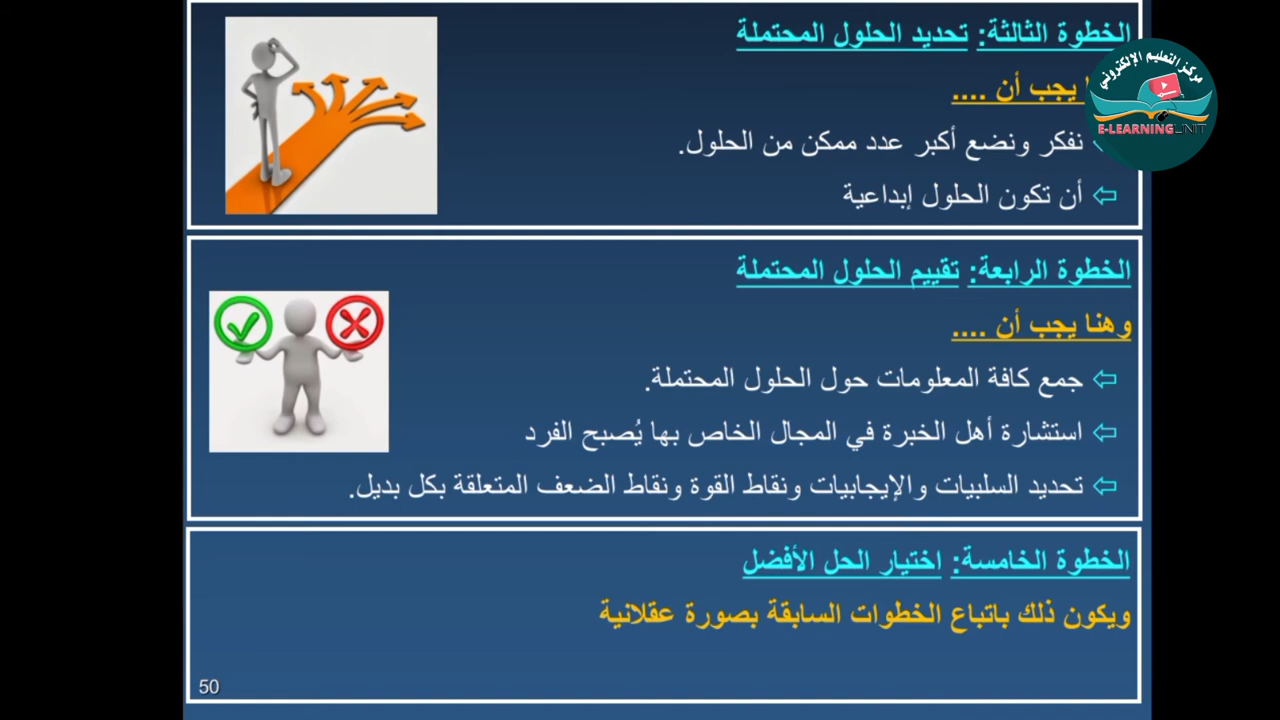 الخطوة الثالثة: تحديد الحلول المحتملة
يجب أن ....
نفكر ونضع أكبر عدد ممكن من الحلول.
⇦ أن تكون الحلول إبداعية
مركز التعليم الإلكتروني
E-LEARNING UNIT
الخطوة الرابعة: تقييم الحلول المحتملة
وهنا يجب أن ....
⇦ جمع كافة المعلومات حول الحلول المحتملة.
⇦ استشارة أهل الخبرة في المجال الخاص بها يُصبح الفرد
⇦ تحديد السلبيات والإيجابيات ونقاط القوة ونقاط الضعف المتعلقة بكل بديل.
الخطوة الخامسة: اختيار الحل الأفضل
ويكون ذلك باتباع الخطوات السابقة بصورة عقلانية
50